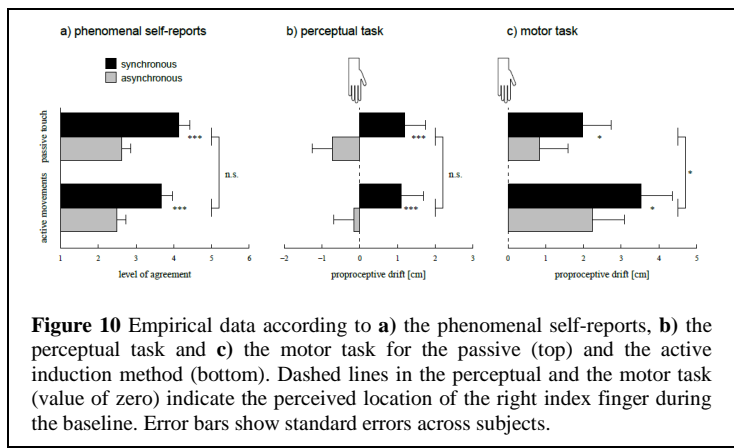 a) phenomenal self-reports
b) perceptual task
c) motor task
synchronous
asynchronous
passive touch
active movements
***
***
n.s.
1 2 3 4 5 6
level of agreement
***
***
n.s.
−2 −1 0 1 2 3
proproceptive drift [cm]
*
*
*
0 1 2 3 4 5
proproceptive drift [cm]
Figure 10 Empirical data according to a) the phenomenal self-reports, b) the
perceptual task and c) the motor task for the passive (top) and the active
induction method (bottom). Dashed lines in the perceptual and the motor task
(value of zero) indicate the perceived location of the right index finger during
the baseline. Error bars show standard errors across subjects.